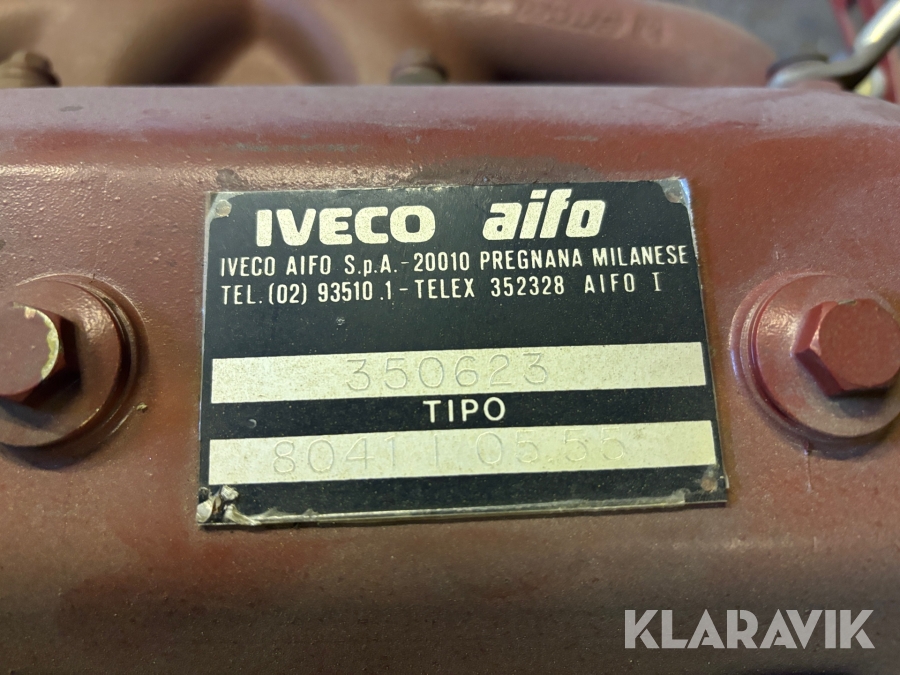 IVECO aifo
IVECO AIFO S.p.A.-20010 PREGNANA MILANESE
TEL.(02) 93510.1-TELEX 352328 AIFO I
350623
TIPO
8041 I 05.55
KLARAVIK